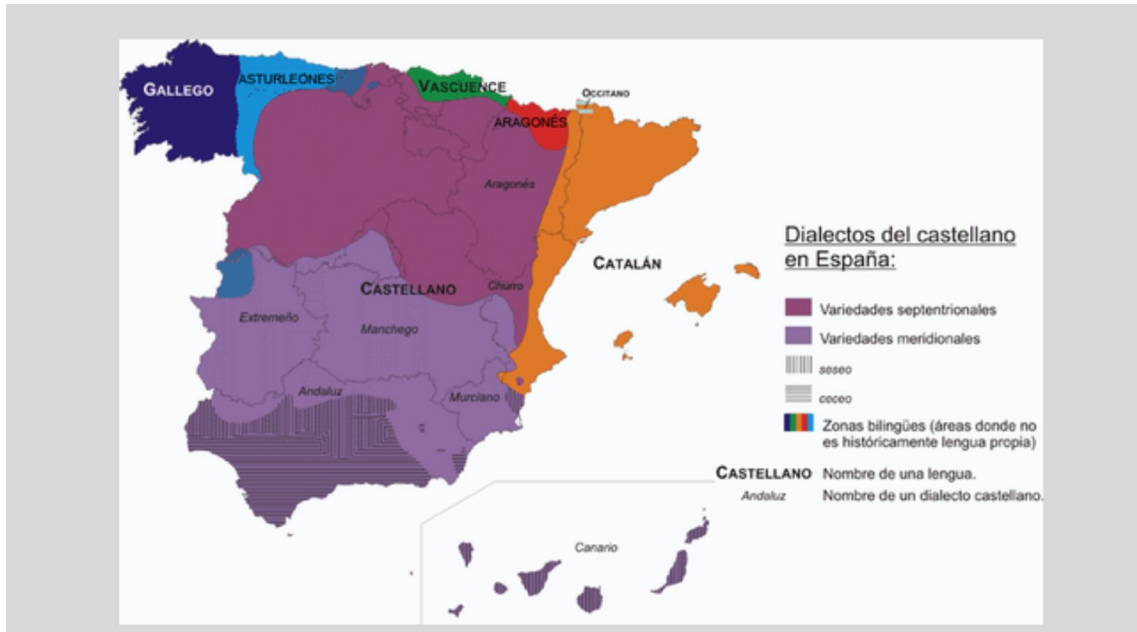 GALLEGO
ASTURLEONÉS
VASCUENCE
OCCITANO
ARAGONÉS
Aragonés
CATALÁN
CASTELLANO
Churro
Extremeño
Manchego
Andaluz
Murciano
Canario
Dialectos del castellano
en España:
Variedades septentrionales
Variedades meridionales
seseo
ceceo
Zonas bilingües (áreas donde no
es históricamente lengua propia)
CASTELLANO Nombre de una lengua.
Andaluz Nombre de un dialecto castellano.